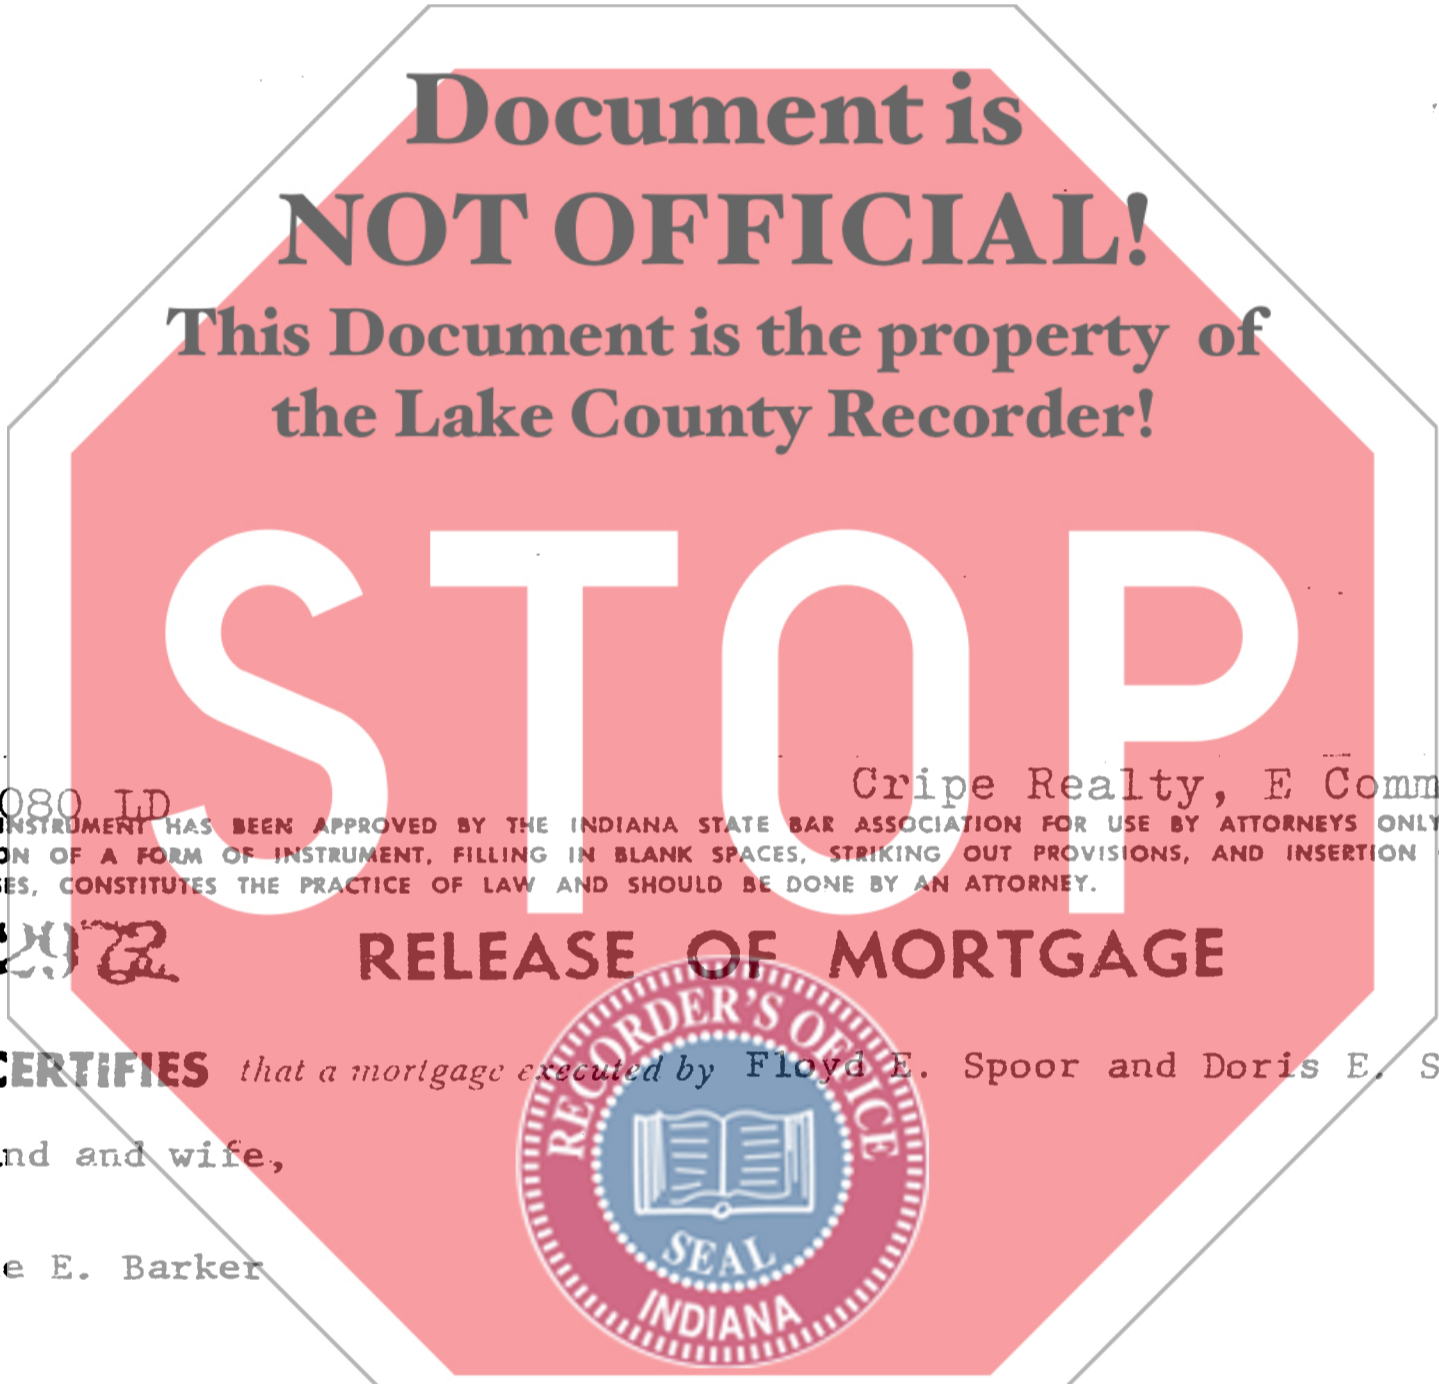 Document is
NOT OFFICIAL!
This Document is the property of
the Lake County Recorder!
STOP
Cripe Realty, E Comm
080 LD
INSTRUMENT HAS BEEN APPROVED BY THE INDIANA STATE BAR ASSOCIATION FOR USE BY ATTORNEYS ONLY
ON OF A FORM OF INSTRUMENT, FILLING IN BLANK SPACES, STRIKING OUT PROVISIONS, AND INSERTION
ES, CONSTITUTES THE PRACTICE OF LAW AND SHOULD BE DONE BY AN ATTORNEY.
RELEASE OF MORTGAGE
CERTIFIES that a mortgage executed by Floyd E. Spoor and Doris E. S
nd and wife,
e E. Barker
RECORDER'S OFFICE
SEAL
INDIANA